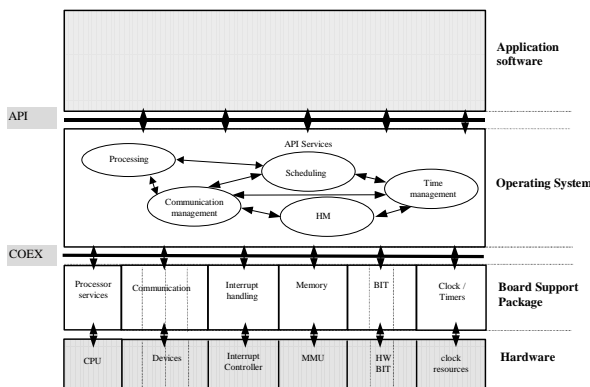 Application
software
API
API Services
Processing
Scheduling
Time
management
Communication
management
HM
Operating System
COEX
Processor
services
Communication
Interrupt
handling
Memory
BIT
Clock /
Timers
Board Support
Package
CPU
Devices
Interrupt
Controller
MMU
HW
BIT
clock
resources
Hardware